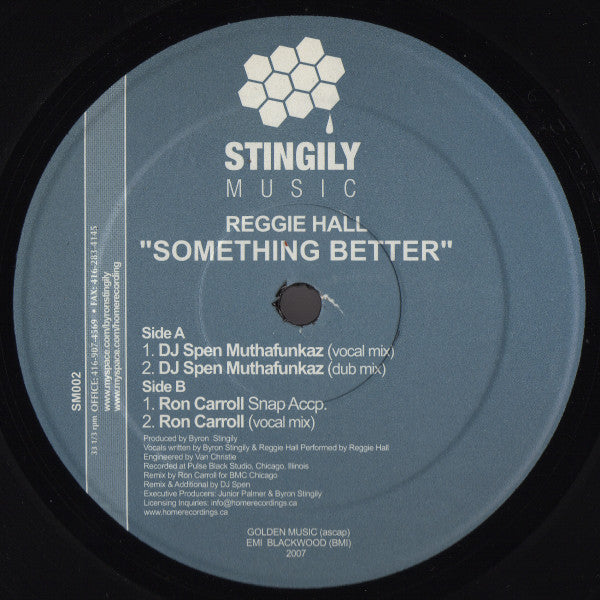 STINGILY
MUSIC
REGGIE HALL
"SOMETHING BETTER"
Side A
1. DJ Spen Muthafunkaz (vocal mix)
2. DJ Spen Muthafunkaz (dub mix)
Side B
1. Ron Carroll Snap Accp.
2. Ron Carroll (vocal mix)
Produced by Byron Stingily
Vocals written by Byron Stingily & Reggie Hall Performed by Reggie Hall
Engineered by Van Christie
Recorded at Pulse Black Studio, Chicago, Illinois
Remix by Ron Carroll for BMC Chicago
Remix & Additional by DJ Spen
Executive Producers: Junior Palmer & Byron Stingily
Licensing Inquiries: info@homerecordings.ca
www.homerecordings.ca
GOLDEN MUSIC (ascap)
EMI BLACKWOOD (BMI)
2007
SM002
33 1/3 rpm OFFICE: 416-907-4569 • FAX: 416-283-4145
www.myspace.com/byronstingily
www.myspace.com/homerecording